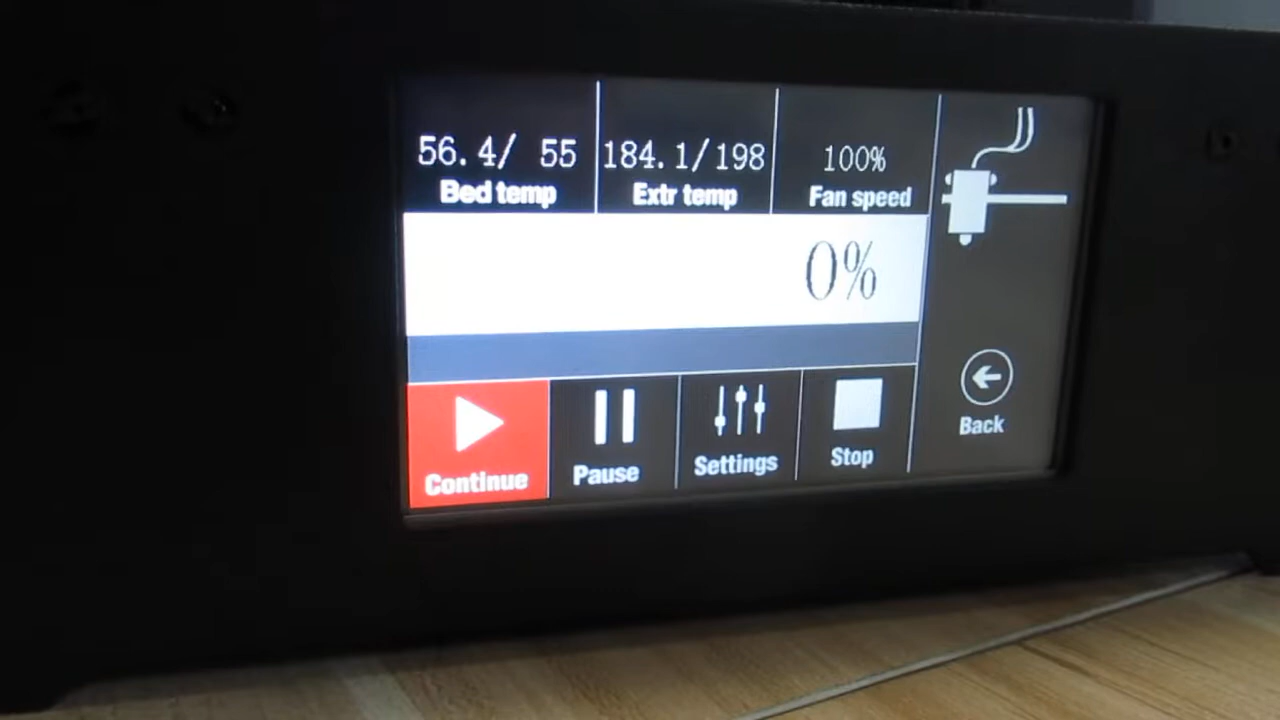 56.4/ 55 184.1/198 100%
Bed temp Extr temp Fan speed
0%
Continue Pause Settings Stop Back